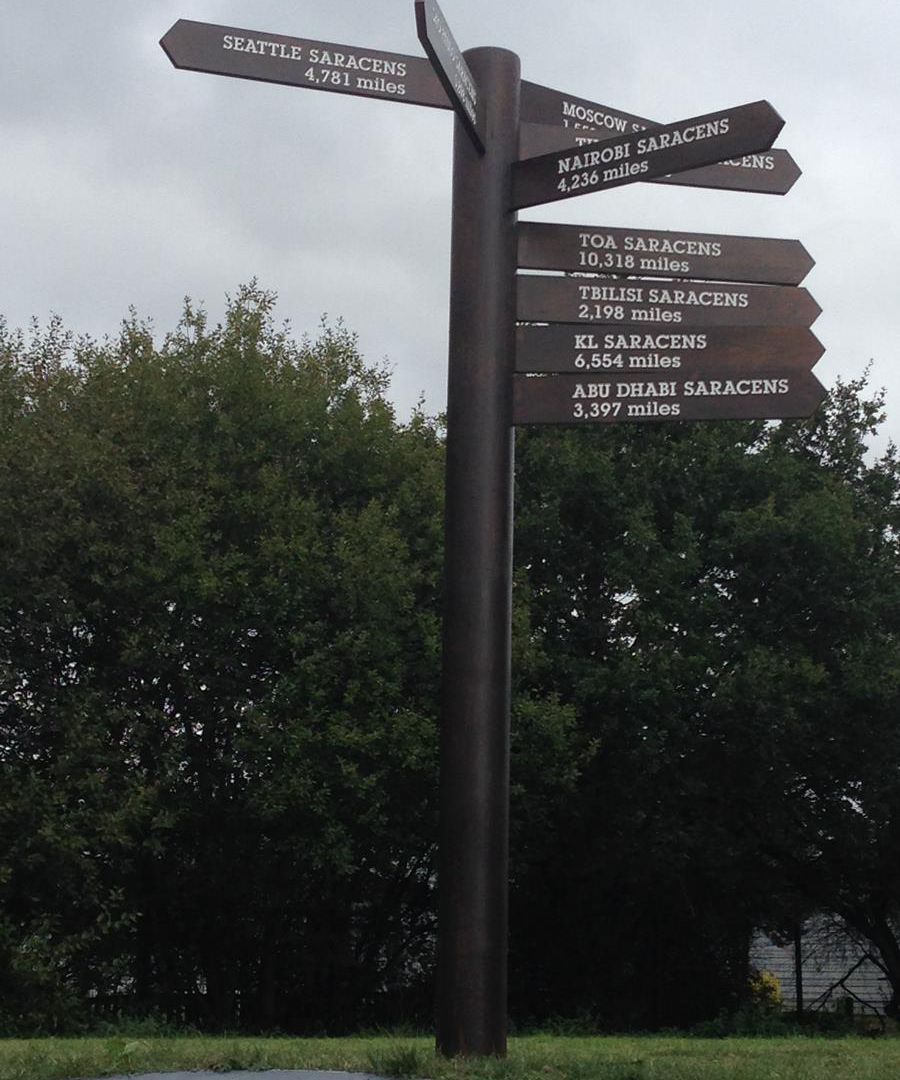 SEATTLE SARACENS
4,781 miles
MOSCOW
NAIROBI SARACENS
4,236 miles
TOA SARACENS
10,318 miles
TBILISI SARACENS
2,198 miles
KL SARACENS
6,554 miles
ABU DHABI SARACENS
3,397 miles